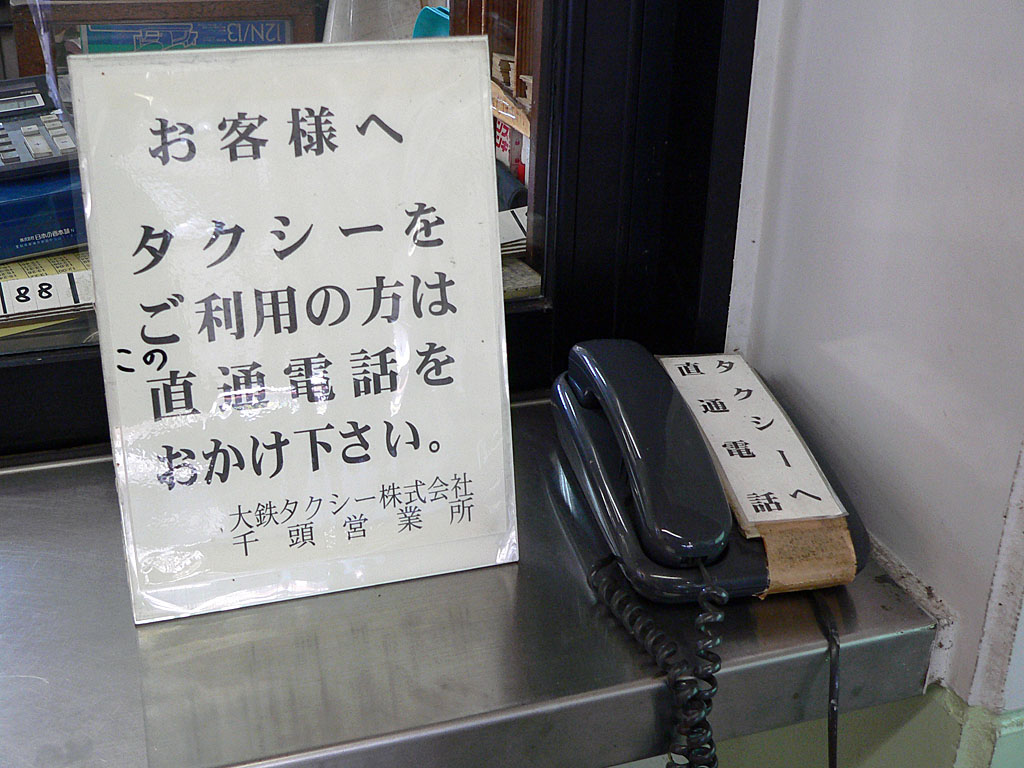 お客様へ
タクシーを
ご利用の方は
この
直通電話を
おかけ下さい。
大鉄タクシー株式会社
千頭営業所
タクシーへ
直通電話
12N/13
88